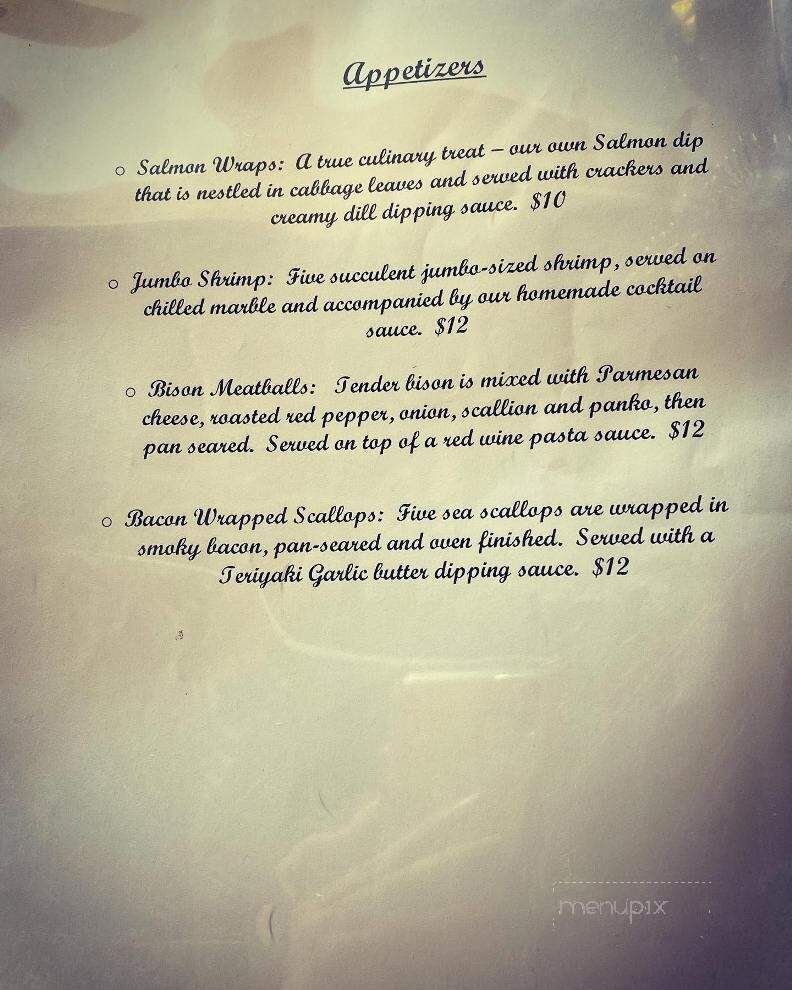 Appetizers
○ Salmon Wraps: A true culinary treat – our own Salmon dip
that is nestled in cabbage leaves and served with crackers and
creamy dill dipping sauce. $10
○ Jumbo Shrimp: Five succulent jumbo-sized shrimp, served on
chilled marble and accompanied by our homemade cocktail
sauce. $12
○ Bison Meatballs: Tender bison is mixed with Parmesan
cheese, roasted red pepper, onion, scallion and panko, then
pan seared. Served on top of a red wine pasta sauce. $12
○ Bacon Wrapped Scallops: Five sea scallops are wrapped in
smoky bacon, pan-seared and oven finished. Served with a
Teriyaki Garlic butter dipping sauce. $12
menupix